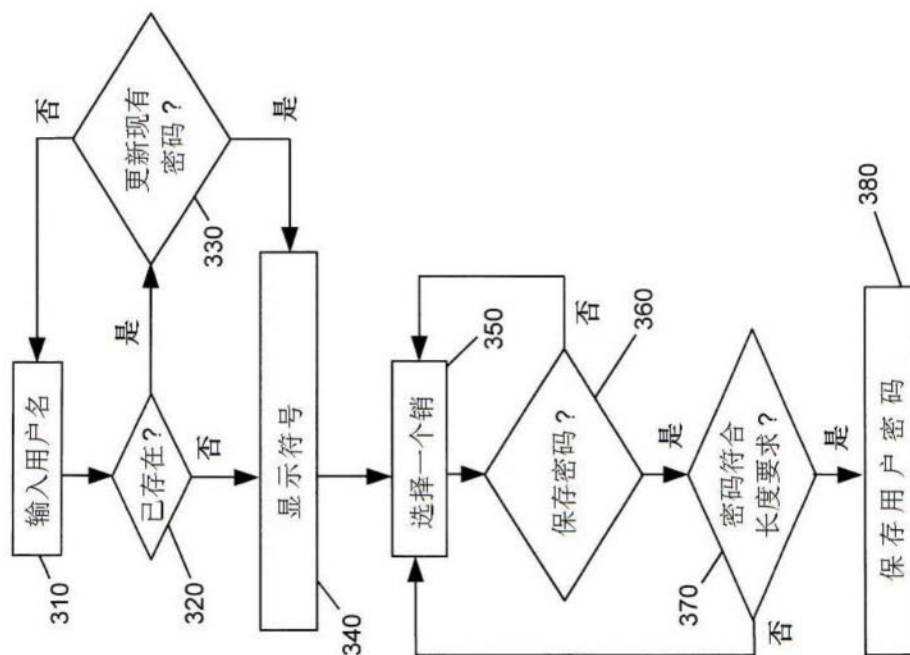 输入用户名
310
已存在？
320
是
否
更新现有
密码？
330
否
是
显示符号
340
选择一个销
350
保存密码？
360
否
是
密码符合
长度要求？
370
否
是
保存用户密码
380